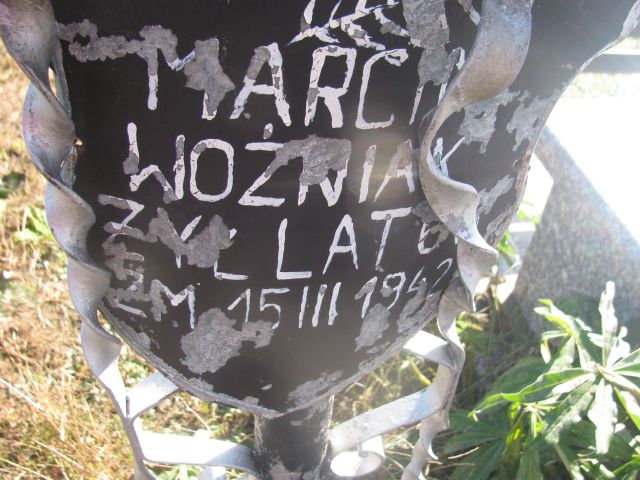 MARCIN
WOŹNIAK
ŻYŁ LAT 6
ZM 15 III 1942